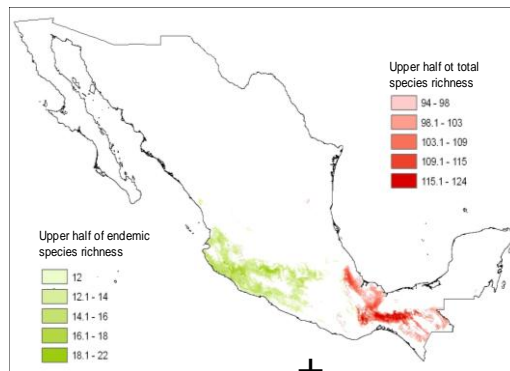 Upper half ot total
species richness
94 - 98
98.1 - 103
103.1 - 109
109.1 - 115
115.1 - 124
Upper half of endemic
species richness
12
12.1 - 14
14.1 - 16
16.1 - 18
18.1 - 22